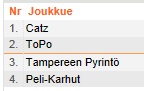 Nr Joukkue
1. Catz
2. ToPo
3. Tampereen Pyrintö
4. Peli-Karhut